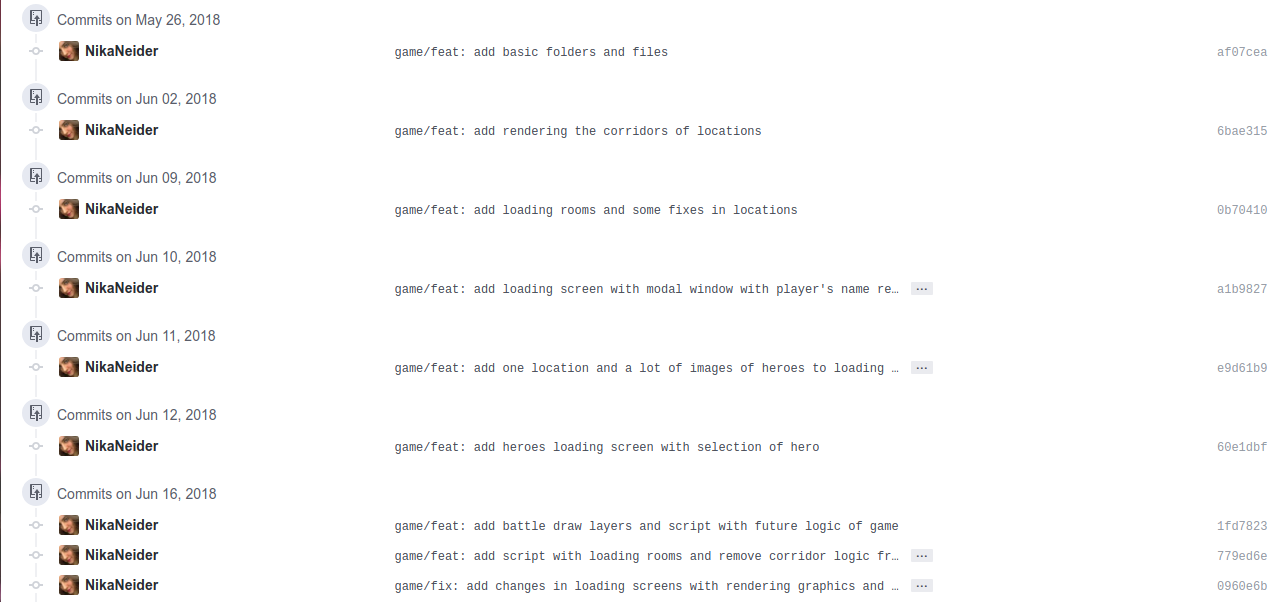 Commits on May 26, 2018
NikaNeider game/feat: add basic folders and files af07cea
Commits on Jun 02, 2018
NikaNeider game/feat: add rendering the corridors of locations 6bae315
Commits on Jun 09, 2018
NikaNeider game/feat: add loading rooms and some fixes in locations 0b70410
Commits on Jun 10, 2018
NikaNeider game/feat: add loading screen with modal window with player's name re… … a1b9827
Commits on Jun 11, 2018
NikaNeider game/feat: add one location and a lot of images of heroes to loading … … e9d61b9
Commits on Jun 12, 2018
NikaNeider game/feat: add heroes loading screen with selection of hero 60e1dbf
Commits on Jun 16, 2018
NikaNeider game/feat: add battle draw layers and script with future logic of game 1fd7823
NikaNeider game/feat: add script with loading rooms and remove corridor logic fr… … 779ed6e
NikaNeider game/fix: add changes in loading screens with rendering graphics and … … 0960e6b